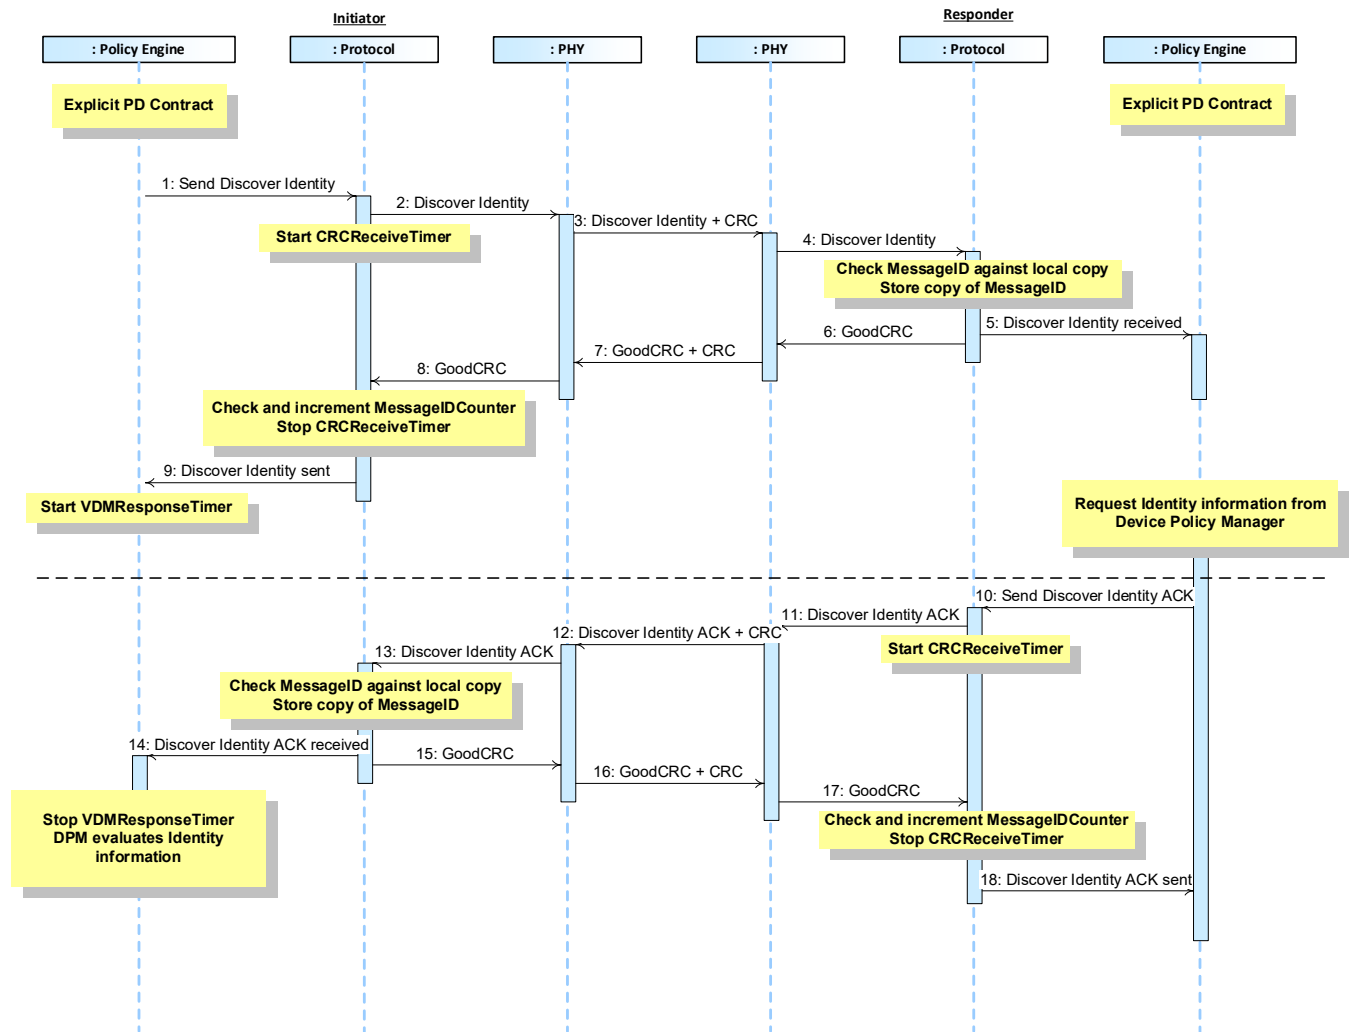 Initiator
Responder
: Policy Engine
: Protocol
: PHY
: PHY
: Protocol
: Policy Engine
Explicit PD Contract
Explicit PD Contract
1: Send Discover Identity
2: Discover Identity
3: Discover Identity + CRC
Start CRCReceiveTimer
4: Discover Identity
Check MessageID against local copy
Store copy of MessageID
5: Discover Identity received
6: GoodCRC
7: GoodCRC + CRC
8: GoodCRC
Check and increment MessageIDCounter
Stop CRCReceiveTimer
9: Discover Identity sent
Start VDMResponseTimer
Request Identity information from
Device Policy Manager
10: Send Discover Identity ACK
11: Discover Identity ACK
12: Discover Identity ACK + CRC
Start CRCReceiveTimer
13: Discover Identity ACK
Check MessageID against local copy
Store copy of MessageID
14: Discover Identity ACK received
15: GoodCRC
16: GoodCRC + CRC
17: GoodCRC
Stop VDMResponseTimer
DPM evaluates Identity
information
Check and increment MessageIDCounter
Stop CRCReceiveTimer
18: Discover Identity ACK sent